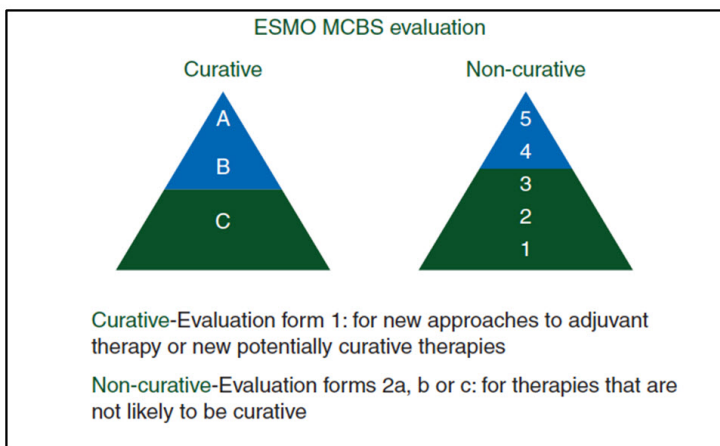 ESMO MCBS evaluation
Curative
Non-curative
A
B
C
5
4
3
2
1
Curative-Evaluation form 1: for new approaches to adjuvant
therapy or new potentially curative therapies
Non-curative-Evaluation forms 2a, b or c: for therapies that are
not likely to be curative